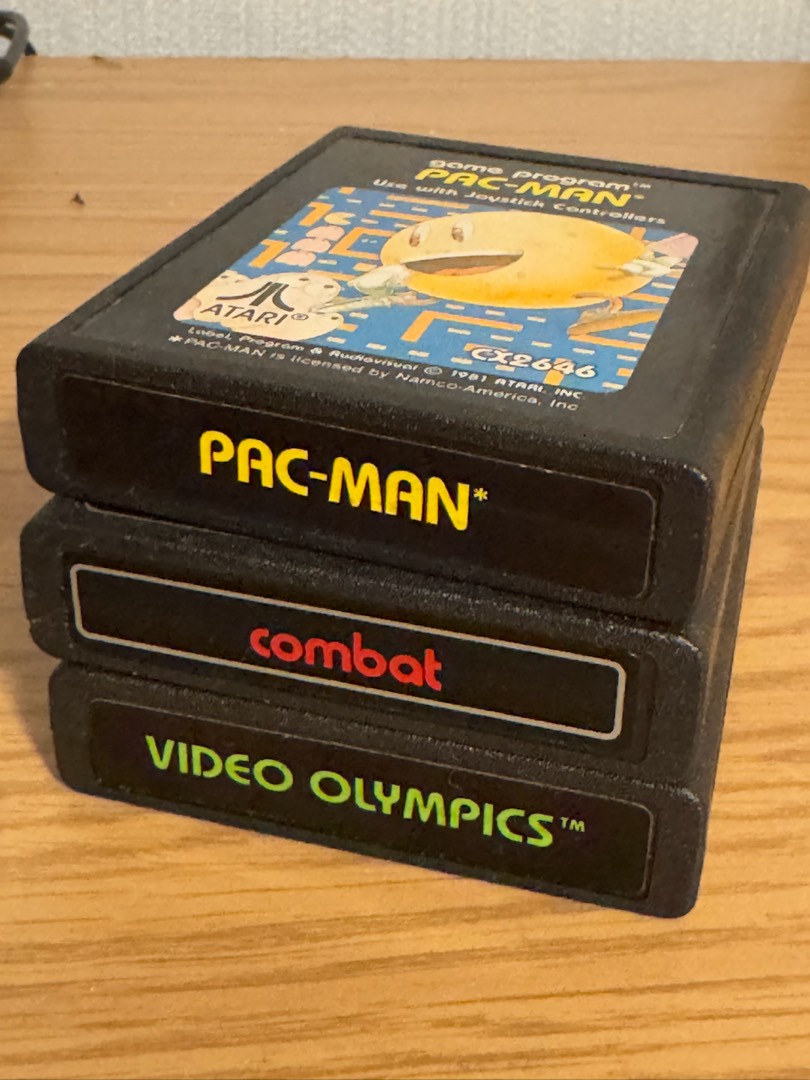 game program™
PAC-MAN*
Use with Joystick Controllers
ATARI®
CX2646
Label, Program & Audiovisual © 1981 ATARI, INC.
*PAC-MAN is licensed by Namco-America, Inc
PAC-MAN*
combat
VIDEO OLYMPICS™